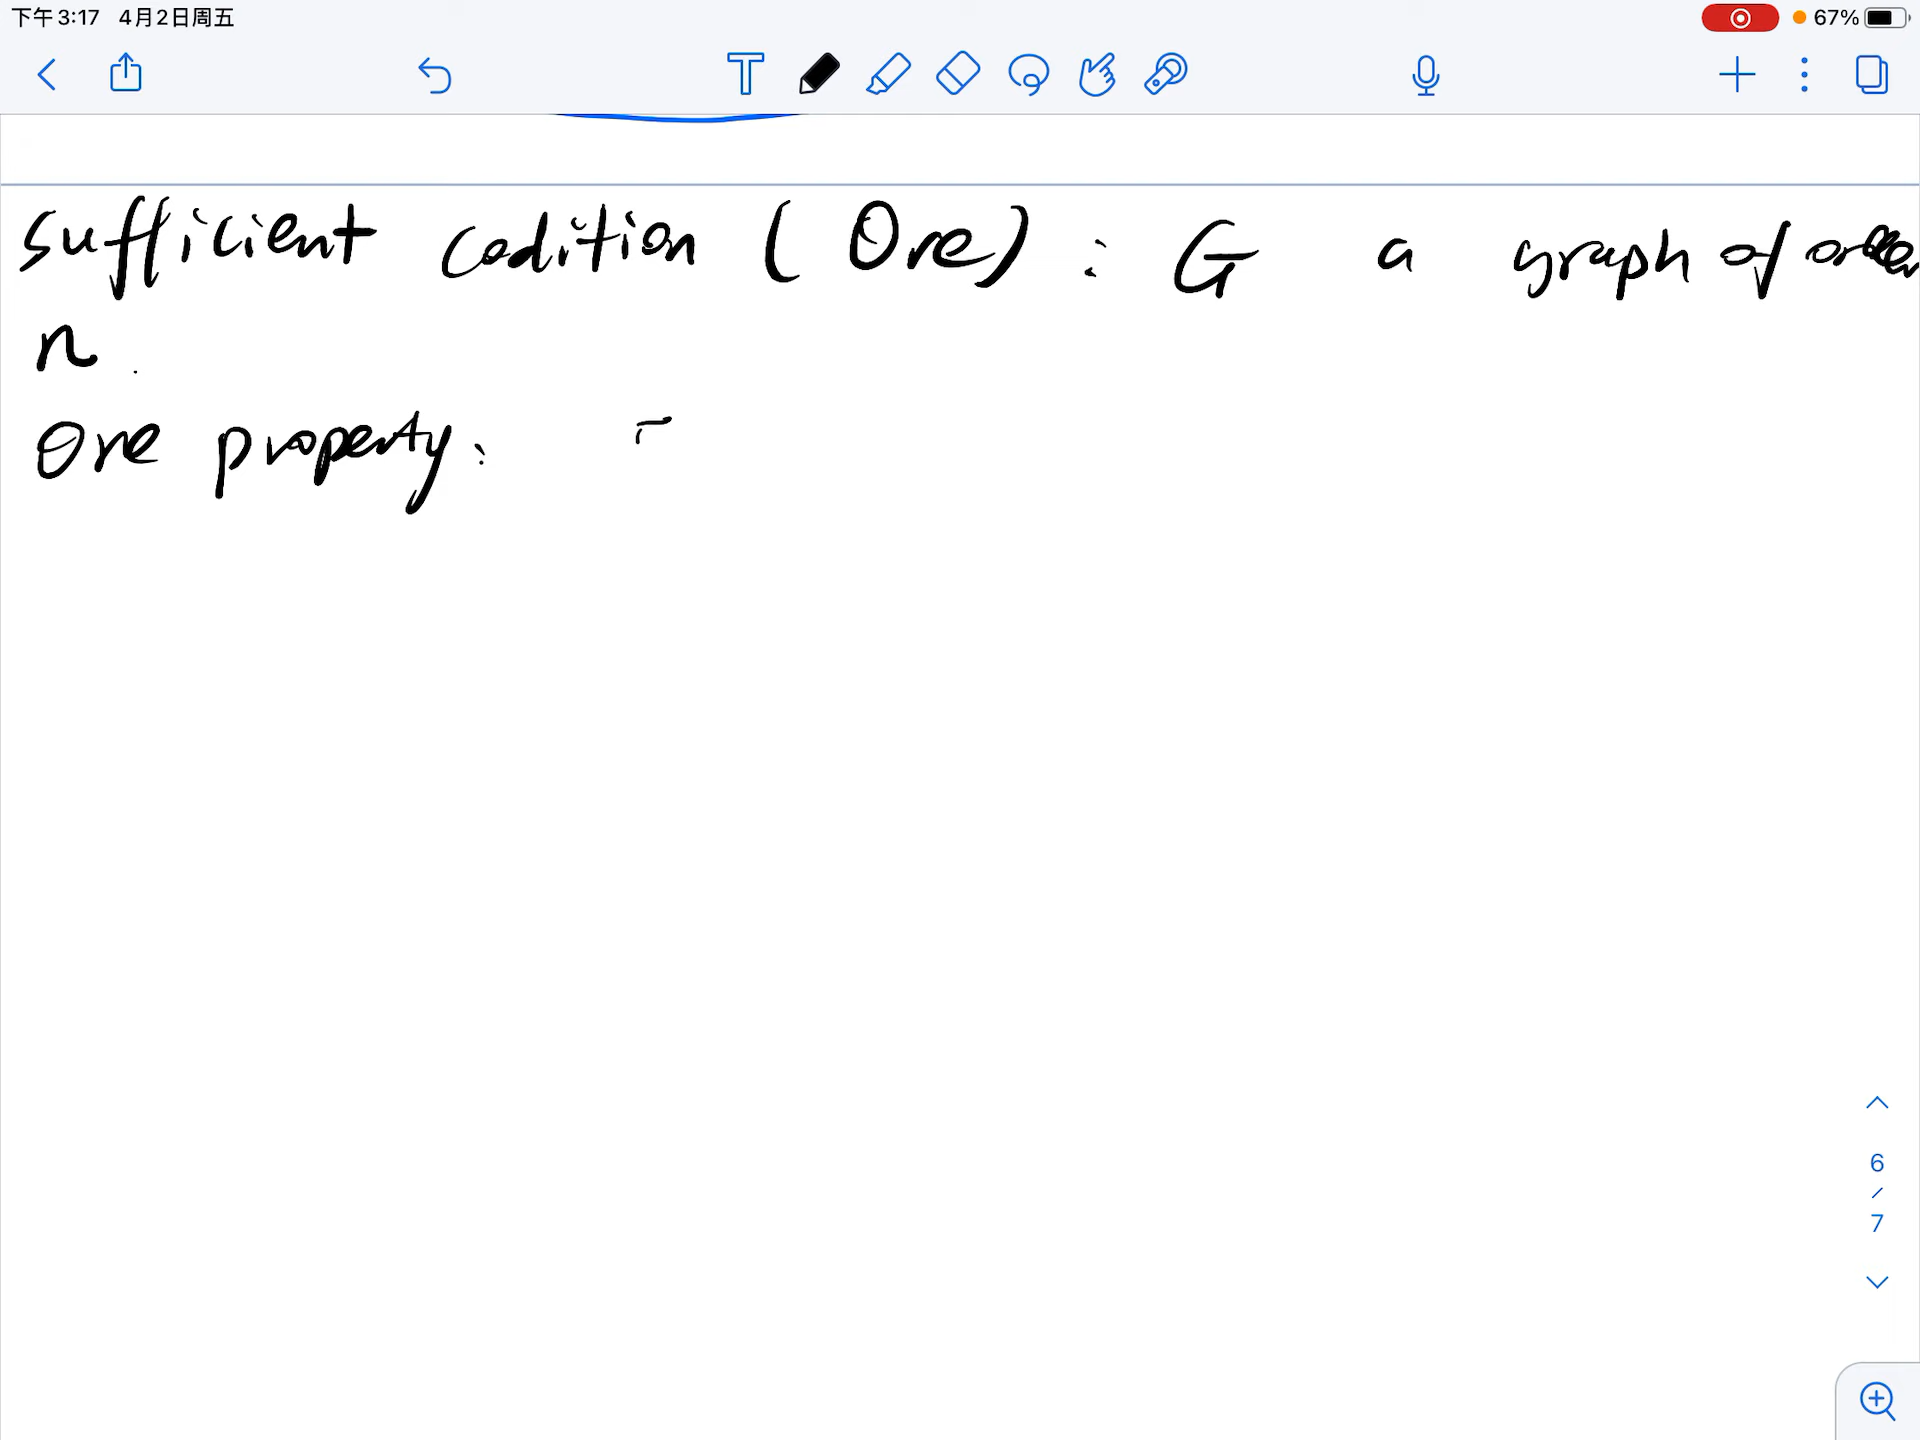 下午3:17 4月2日周五 67%
sufficient codition (Ore): G a graph of order
n.
Ore property:
6
/
7